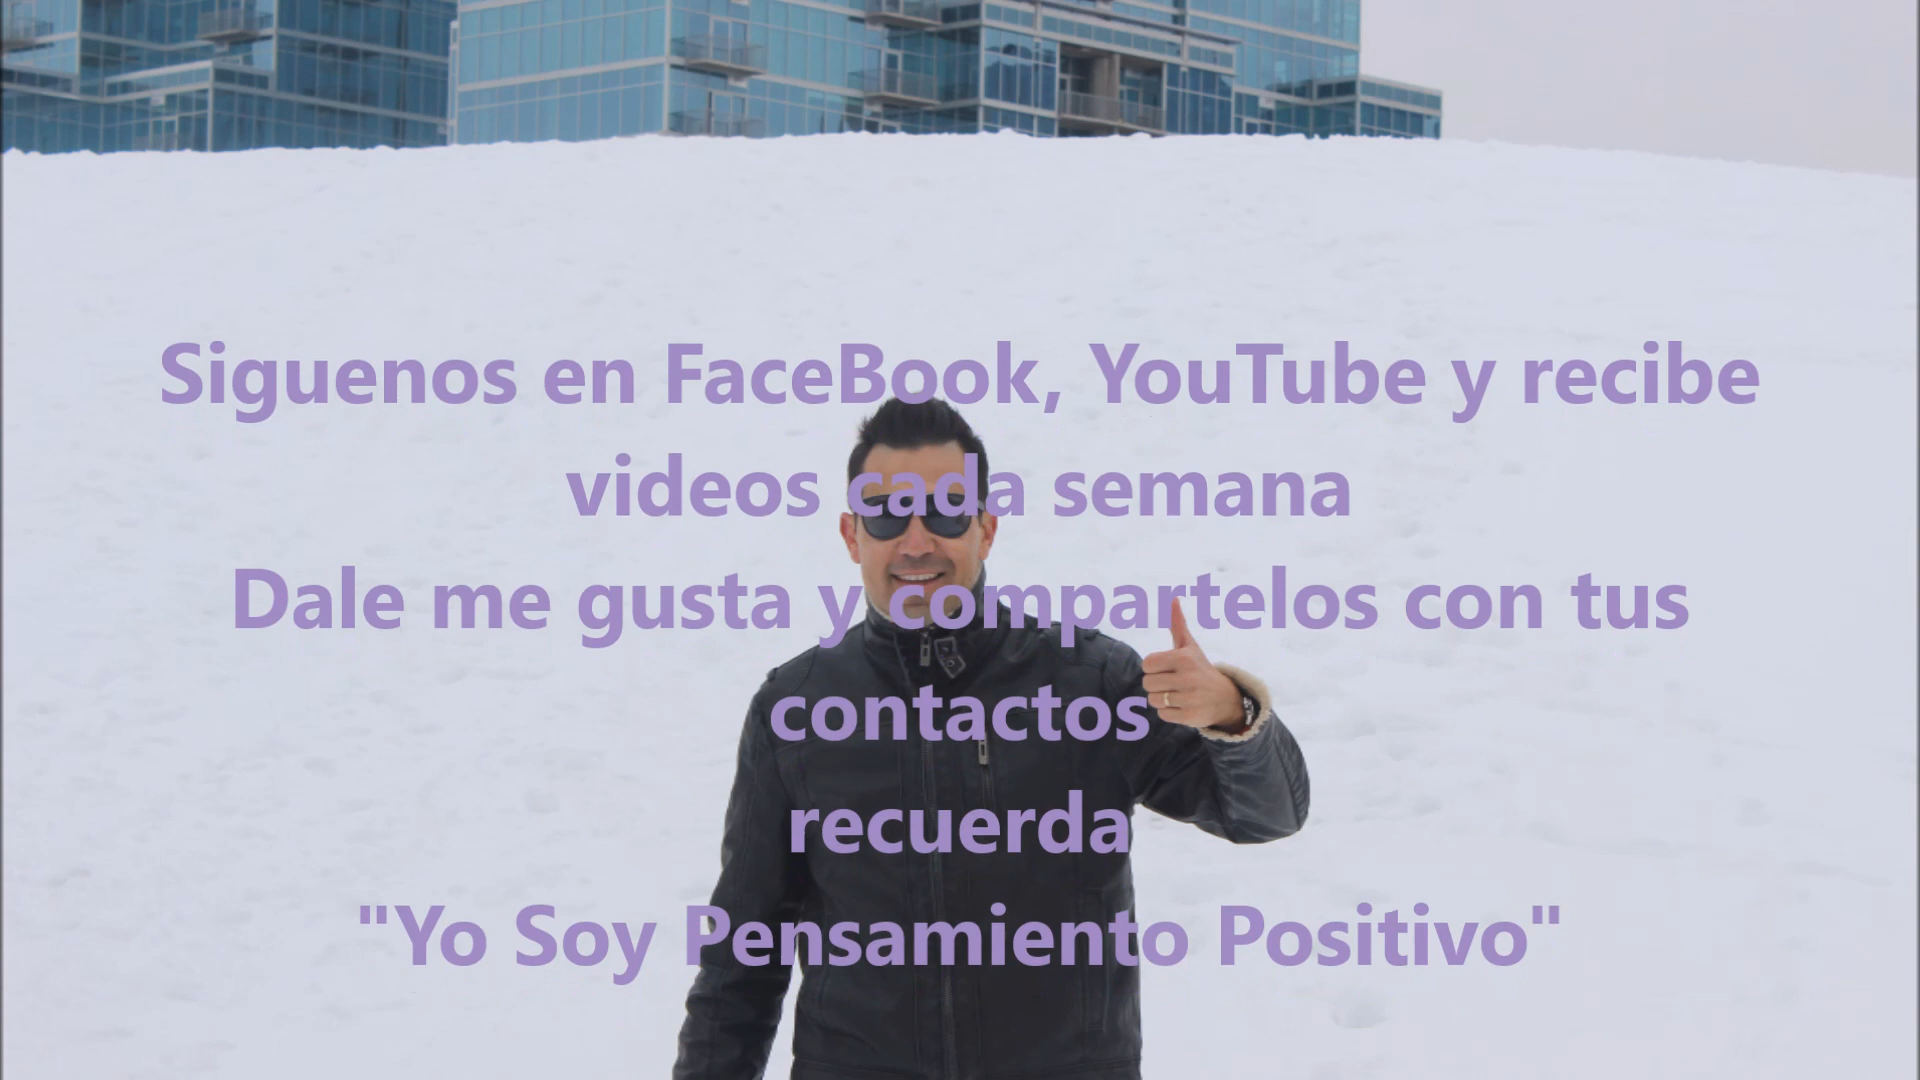 Siguenos en FaceBook, YouTube y recibe
videos cada semana
Dale me gusta y compartelos con tus
contactos
recuerda
"Yo Soy Pensamiento Positivo"